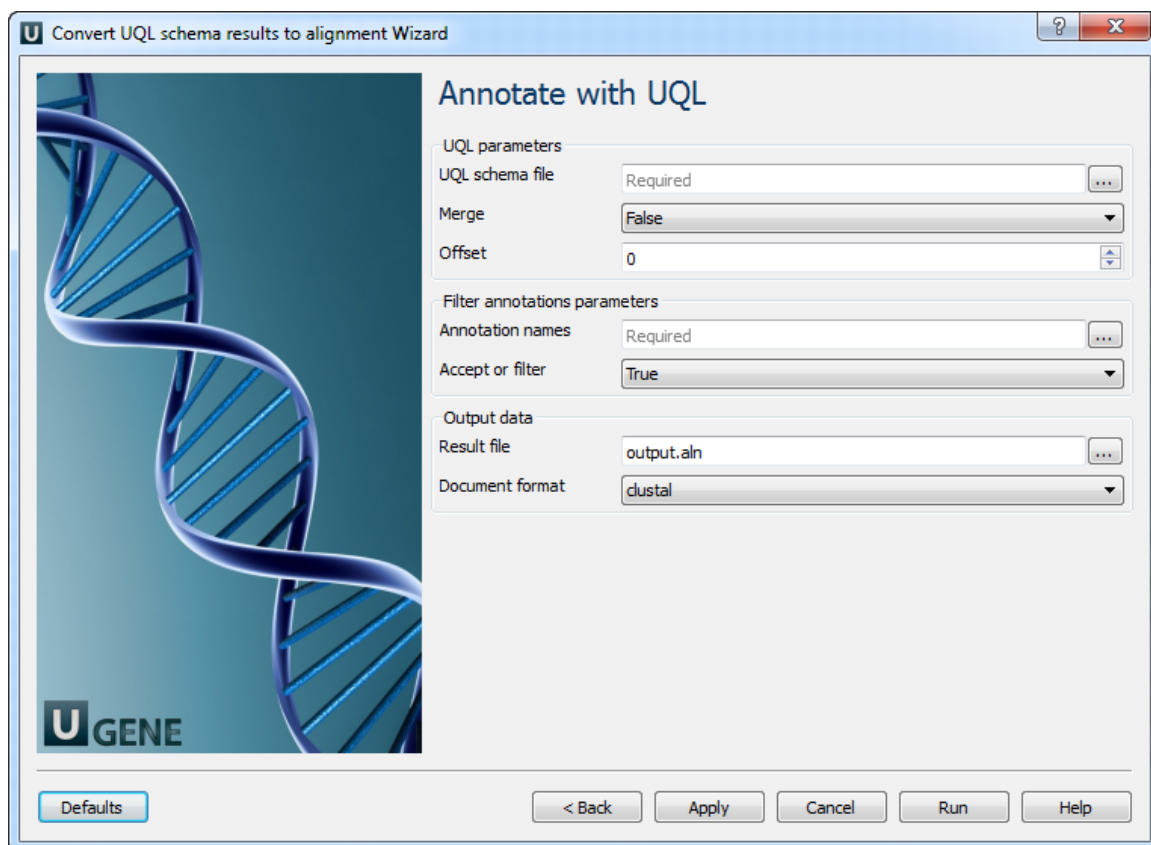 U Convert UQL schema results to alignment Wizard
? X
Annotate with UQL
UQL parameters
UQL schema file Required ...
Merge False
Offset 0
Filter annotations parameters
Annotation names Required ...
Accept or filter True
Output data
Result file output.aln ...
Document format clustal
U GENE
Defaults < Back Apply Cancel Run Help